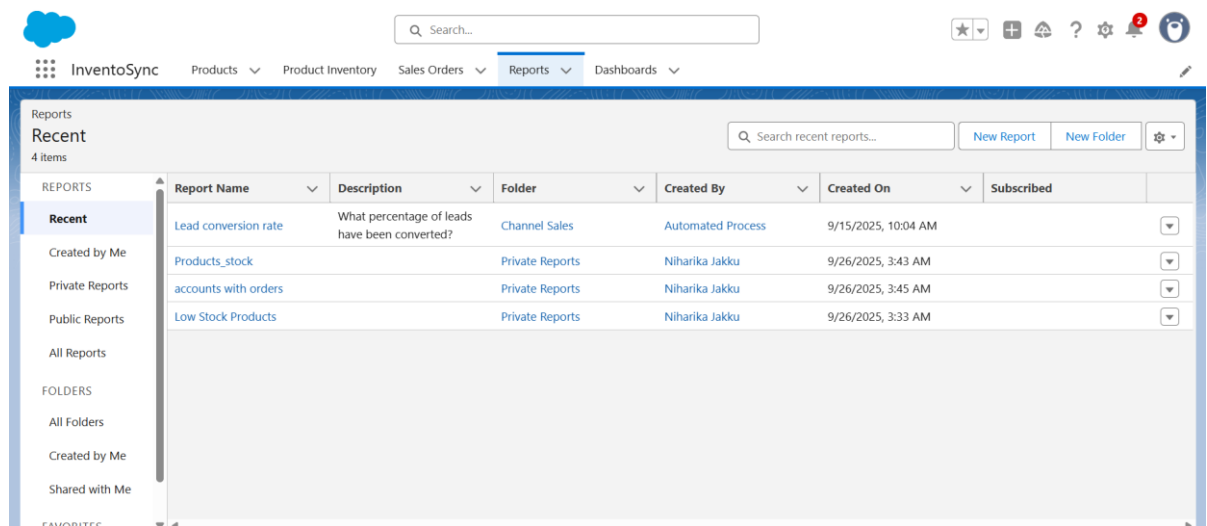 Search...
2
InventoSync Products Product Inventory Sales Orders Reports Dashboards
Reports
Recent
4 items
Search recent reports... New Report New Folder
REPORTS
Recent
Created by Me
Private Reports
Public Reports
All Reports
FOLDERS
All Folders
Created by Me
Shared with Me
FAVORITES
Report Name Description Folder Created By Created On Subscribed
Lead conversion rate What percentage of leads have been converted? Channel Sales Automated Process 9/15/2025, 10:04 AM
Products_stock Private Reports Niharika Jakku 9/26/2025, 3:43 AM
accounts with orders Private Reports Niharika Jakku 9/26/2025, 3:45 AM
Low Stock Products Private Reports Niharika Jakku 9/26/2025, 3:33 AM